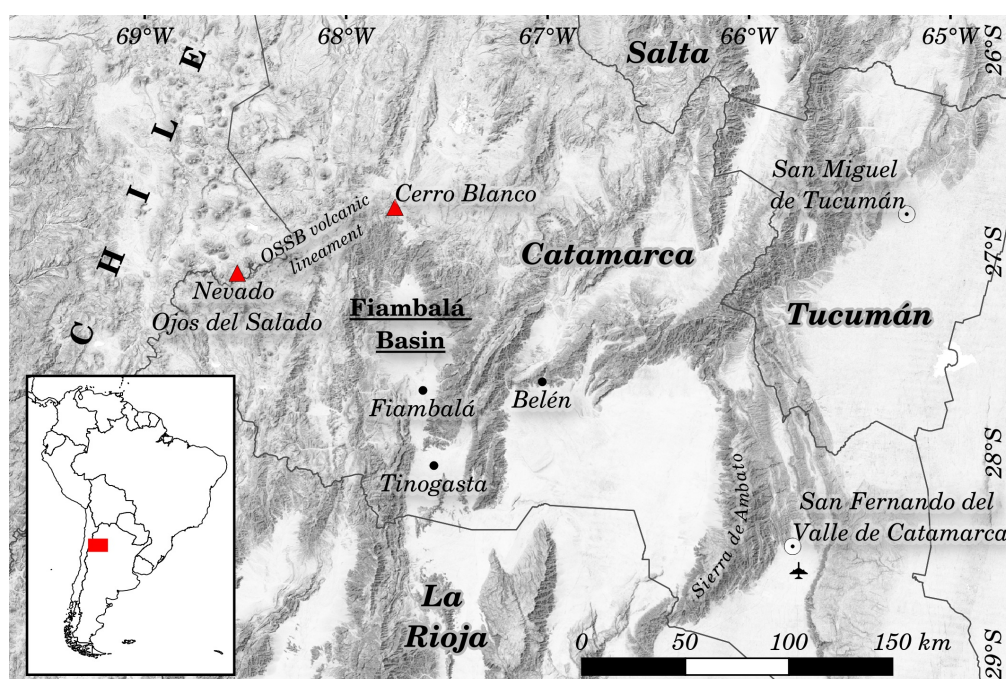 69°W
68°W
67°W
66°W
65°W
26°S
Salta
CHILE
San Miguel
de Tucumán
Cerro Blanco
OSSB volcanic
lineament
Catamarca
27°S
Nevado
Ojos del Salado
Fiambalá
Basin
Tucumán
Fiambalá
Belén
28°S
Tinogasta
Sierra de Ambato
San Fernando del
Valle de Catamarca
La
Rioja
0 50 100 150 km
29°S